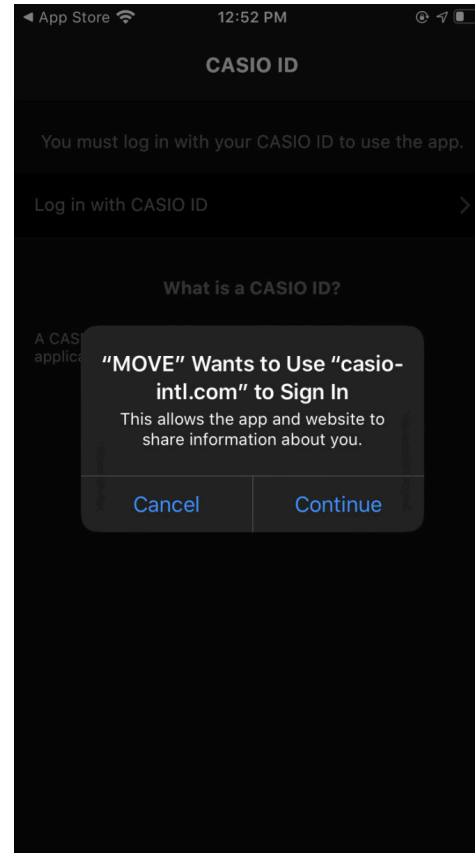 ◀ App Store 12:52 PM
CASIO ID
You must log in with your CASIO ID to use the app.
Log in with CASIO ID
What is a CASIO ID?
A CAS
applica
“MOVE” Wants to Use “casio-
intl.com” to Sign In
This allows the app and website to
share information about you.
Cancel Continue